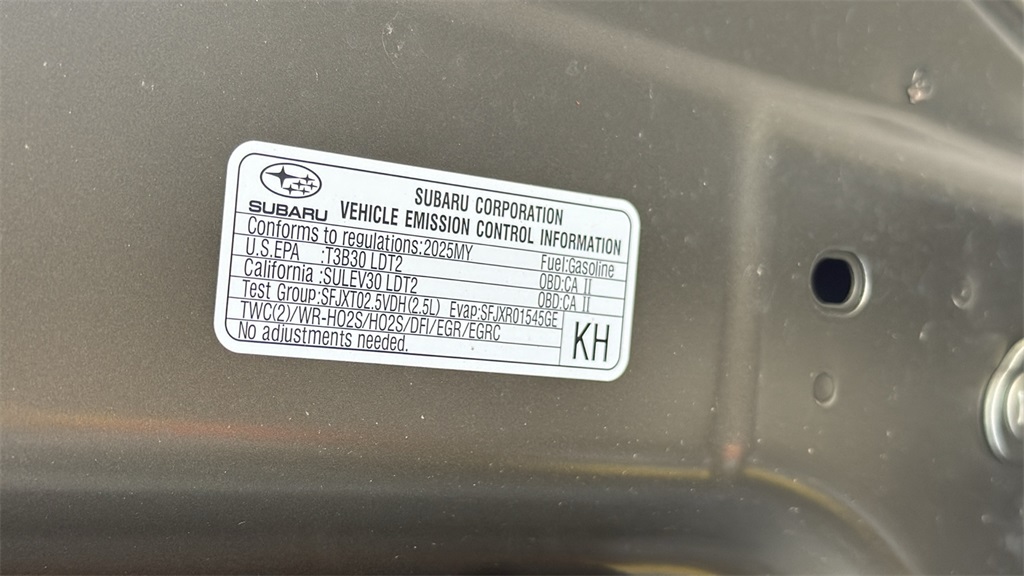 SUBARU
SUBARU CORPORATION
VEHICLE EMISSION CONTROL INFORMATION
Conforms to regulations:2025MY Fuel:Gasoline
U.S.EPA :T3B30 LDT2 OBD:CA II
California :SULEV30 LDT2 OBD:CA II
Test Group:SFJXT02.5VDH(2.5L) Evap:SFJXR01545GE
TWC(2)/WR-HO2S/HO2S/DFI/EGR/EGRC
No adjustments needed.
KH